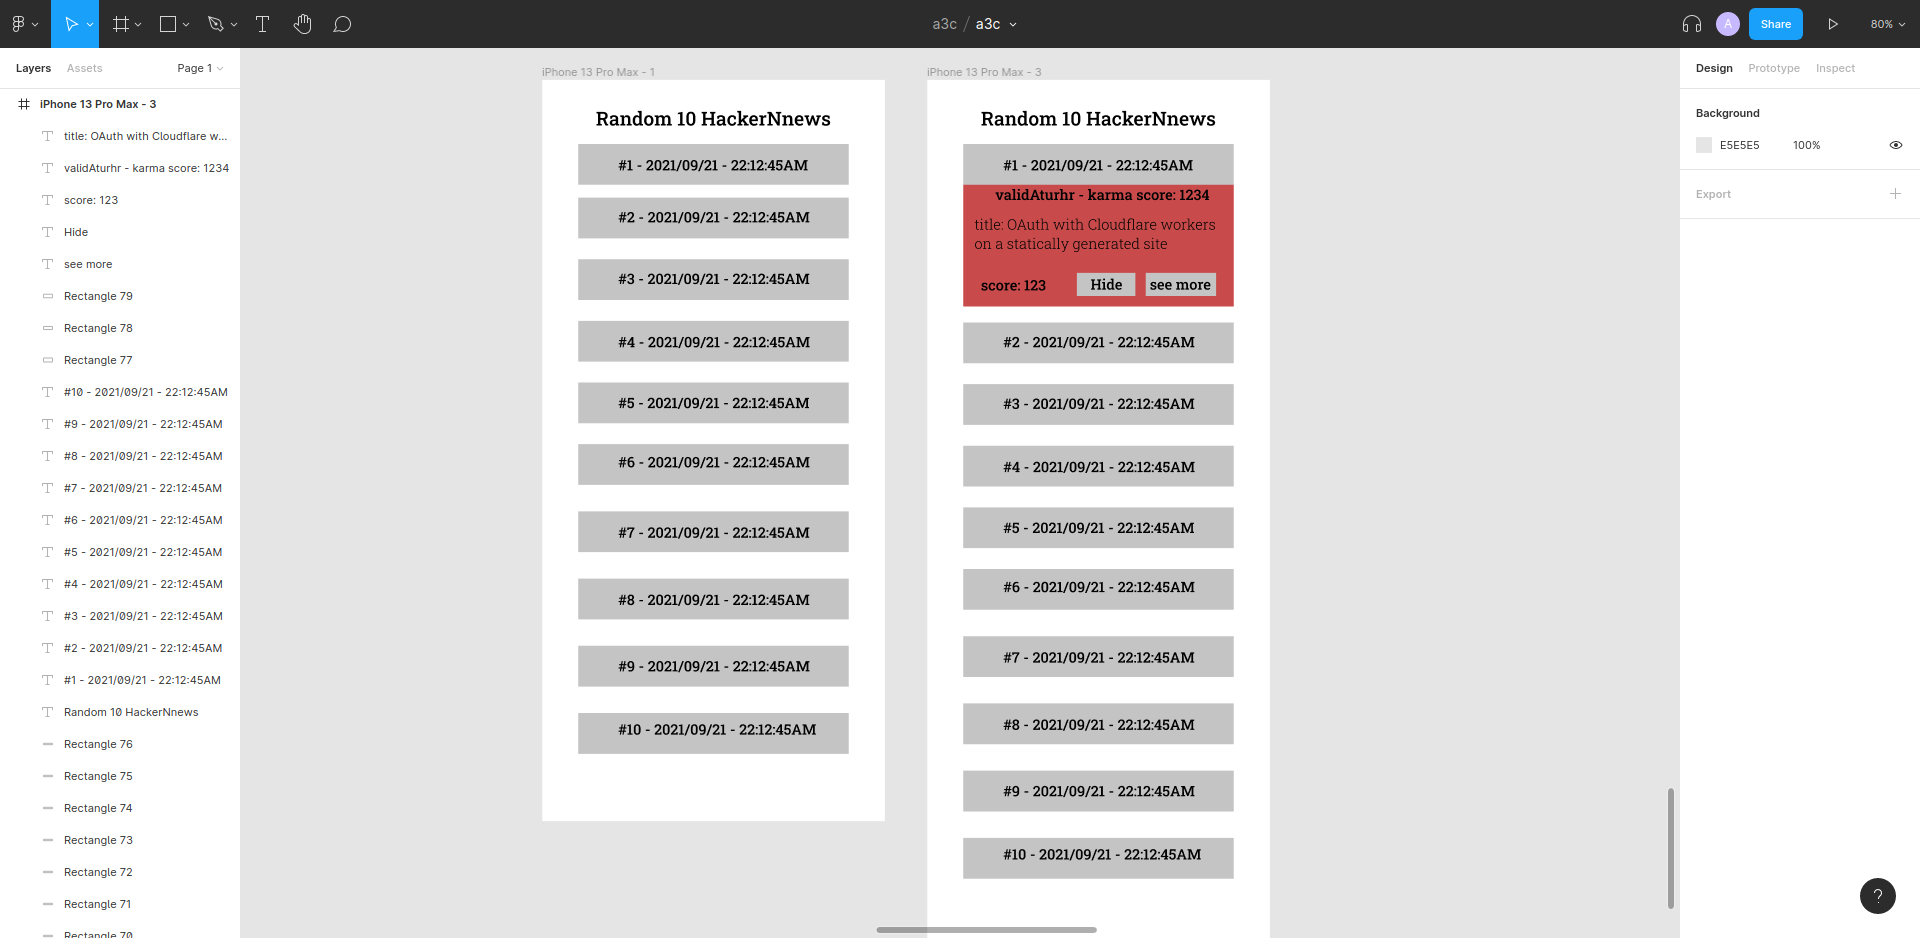 a3c / a3c
A
Share
80%
Layers
Assets
Page 1
iPhone 13 Pro Max - 3
title: OAuth with Cloudflare w...
validAturhr - karma score: 1234
score: 123
Hide
see more
Rectangle 79
Rectangle 78
Rectangle 77
#10 - 2021/09/21 - 22:12:45AM
#9 - 2021/09/21 - 22:12:45AM
#8 - 2021/09/21 - 22:12:45AM
#7 - 2021/09/21 - 22:12:45AM
#6 - 2021/09/21 - 22:12:45AM
#5 - 2021/09/21 - 22:12:45AM
#4 - 2021/09/21 - 22:12:45AM
#3 - 2021/09/21 - 22:12:45AM
#2 - 2021/09/21 - 22:12:45AM
#1 - 2021/09/21 - 22:12:45AM
Random 10 HackerNnews
Rectangle 76
Rectangle 75
Rectangle 74
Rectangle 73
Rectangle 72
Rectangle 71
Rectangle 70
iPhone 13 Pro Max - 1
Random 10 HackerNnews
#1 - 2021/09/21 - 22:12:45AM
#2 - 2021/09/21 - 22:12:45AM
#3 - 2021/09/21 - 22:12:45AM
#4 - 2021/09/21 - 22:12:45AM
#5 - 2021/09/21 - 22:12:45AM
#6 - 2021/09/21 - 22:12:45AM
#7 - 2021/09/21 - 22:12:45AM
#8 - 2021/09/21 - 22:12:45AM
#9 - 2021/09/21 - 22:12:45AM
#10 - 2021/09/21 - 22:12:45AM
iPhone 13 Pro Max - 3
Random 10 HackerNnews
#1 - 2021/09/21 - 22:12:45AM
validAturhr - karma score: 1234
title: OAuth with Cloudflare workers
on a statically generated site
score: 123
Hide
see more
#2 - 2021/09/21 - 22:12:45AM
#3 - 2021/09/21 - 22:12:45AM
#4 - 2021/09/21 - 22:12:45AM
#5 - 2021/09/21 - 22:12:45AM
#6 - 2021/09/21 - 22:12:45AM
#7 - 2021/09/21 - 22:12:45AM
#8 - 2021/09/21 - 22:12:45AM
#9 - 2021/09/21 - 22:12:45AM
#10 - 2021/09/21 - 22:12:45AM
Design
Prototype
Inspect
Background
E5E5E5
100%
Export
?